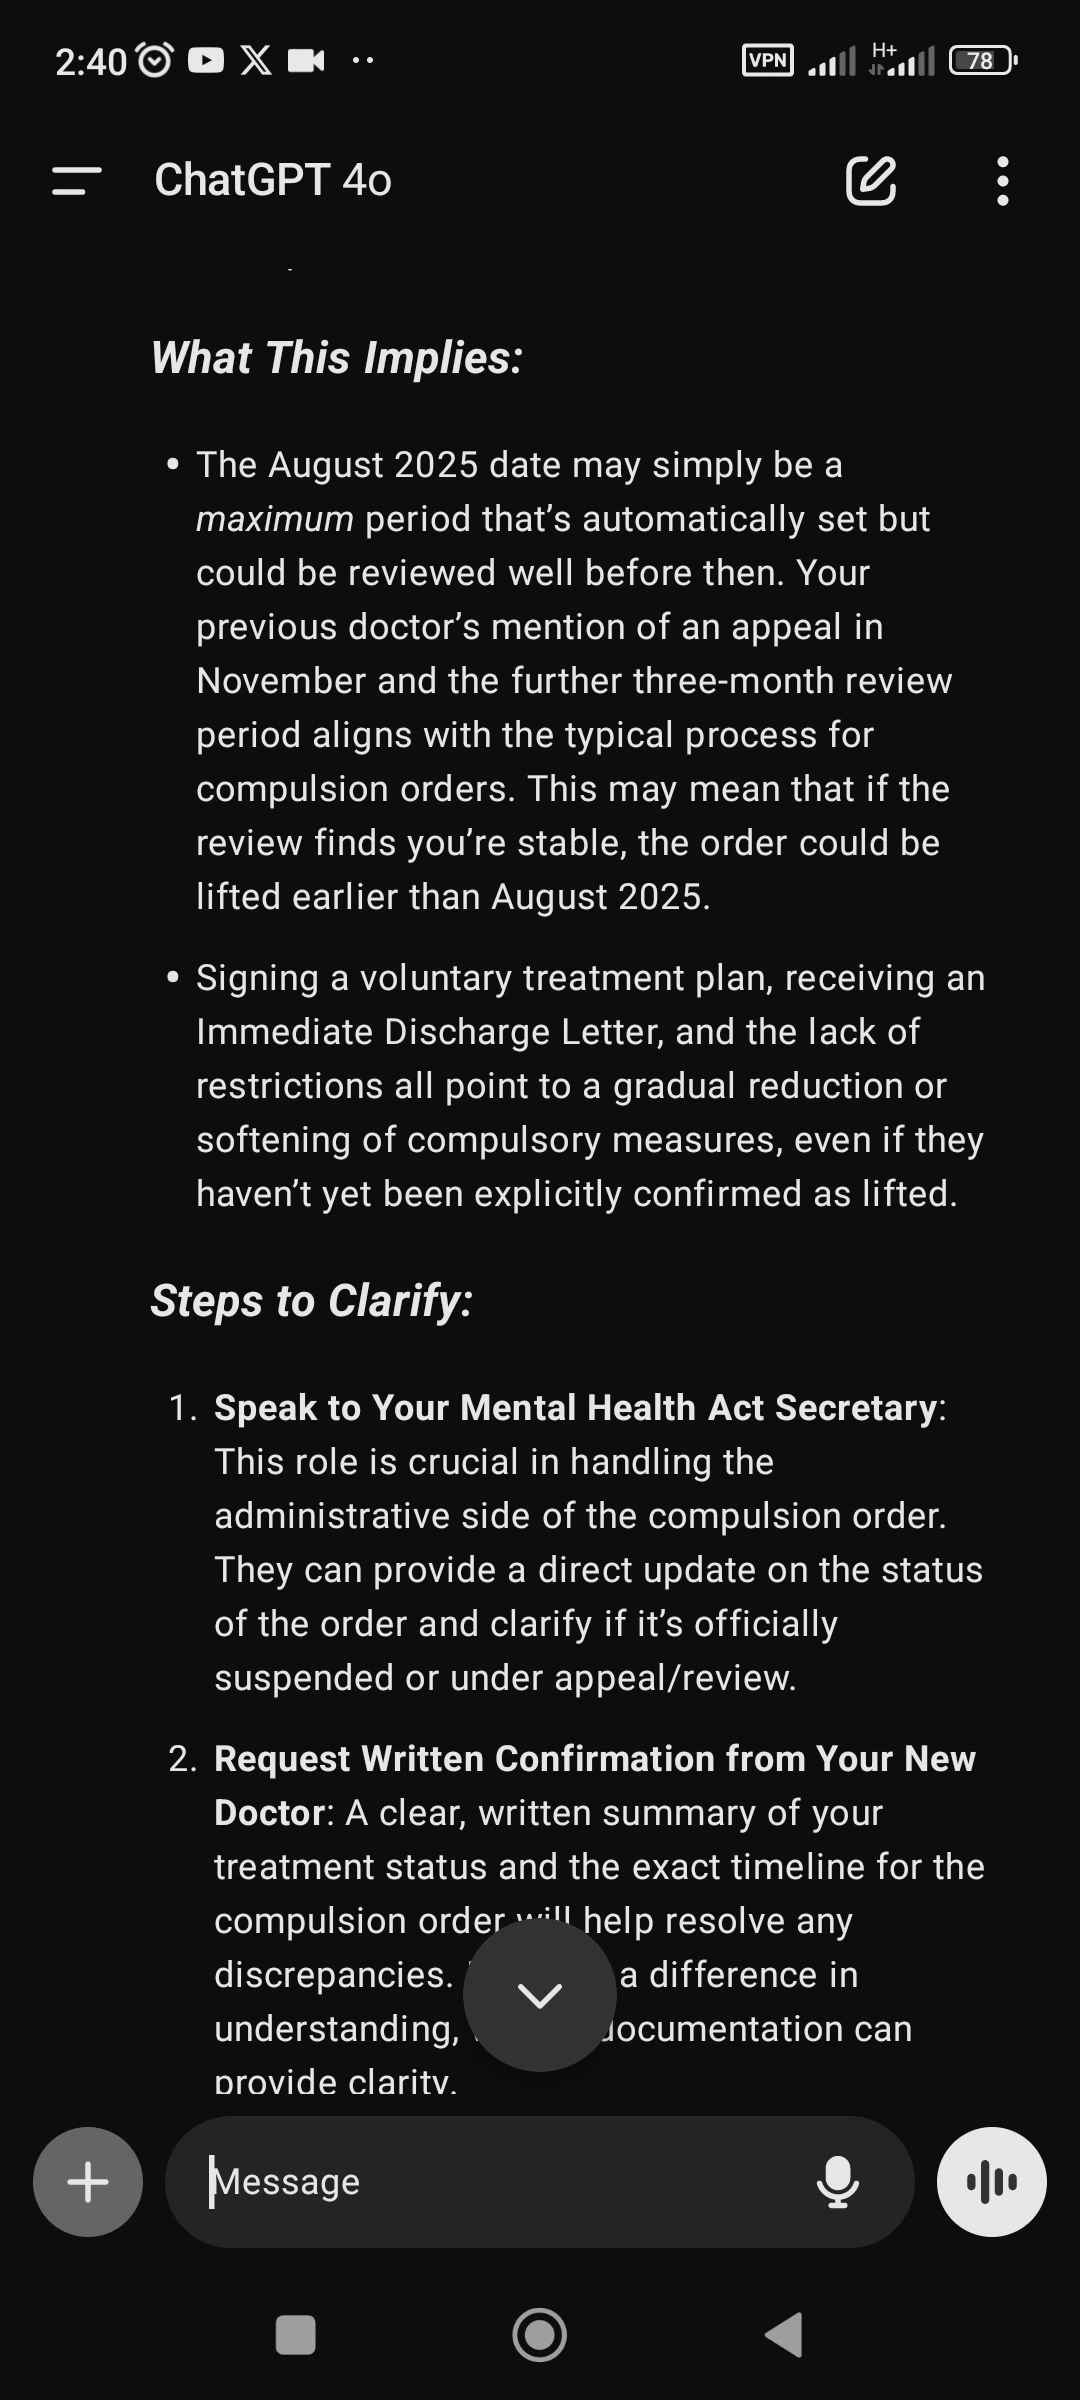 2:40
VPN H+ 78
ChatGPT 4o
What This Implies:
• The August 2025 date may simply be a
maximum period that’s automatically set but
could be reviewed well before then. Your
previous doctor’s mention of an appeal in
November and the further three-month review
period aligns with the typical process for
compulsion orders. This may mean that if the
review finds you’re stable, the order could be
lifted earlier than August 2025.
• Signing a voluntary treatment plan, receiving an
Immediate Discharge Letter, and the lack of
restrictions all point to a gradual reduction or
softening of compulsory measures, even if they
haven’t yet been explicitly confirmed as lifted.
Steps to Clarify:
1. Speak to Your Mental Health Act Secretary:
This role is crucial in handling the
administrative side of the compulsion order.
They can provide a direct update on the status
of the order and clarify if it’s officially
suspended or under appeal/review.
2. Request Written Confirmation from Your New
Doctor: A clear, written summary of your
treatment status and the exact timeline for the
compulsion order will help resolve any
discrepancies. a difference in
understanding, documentation can
provide clarity.
Message